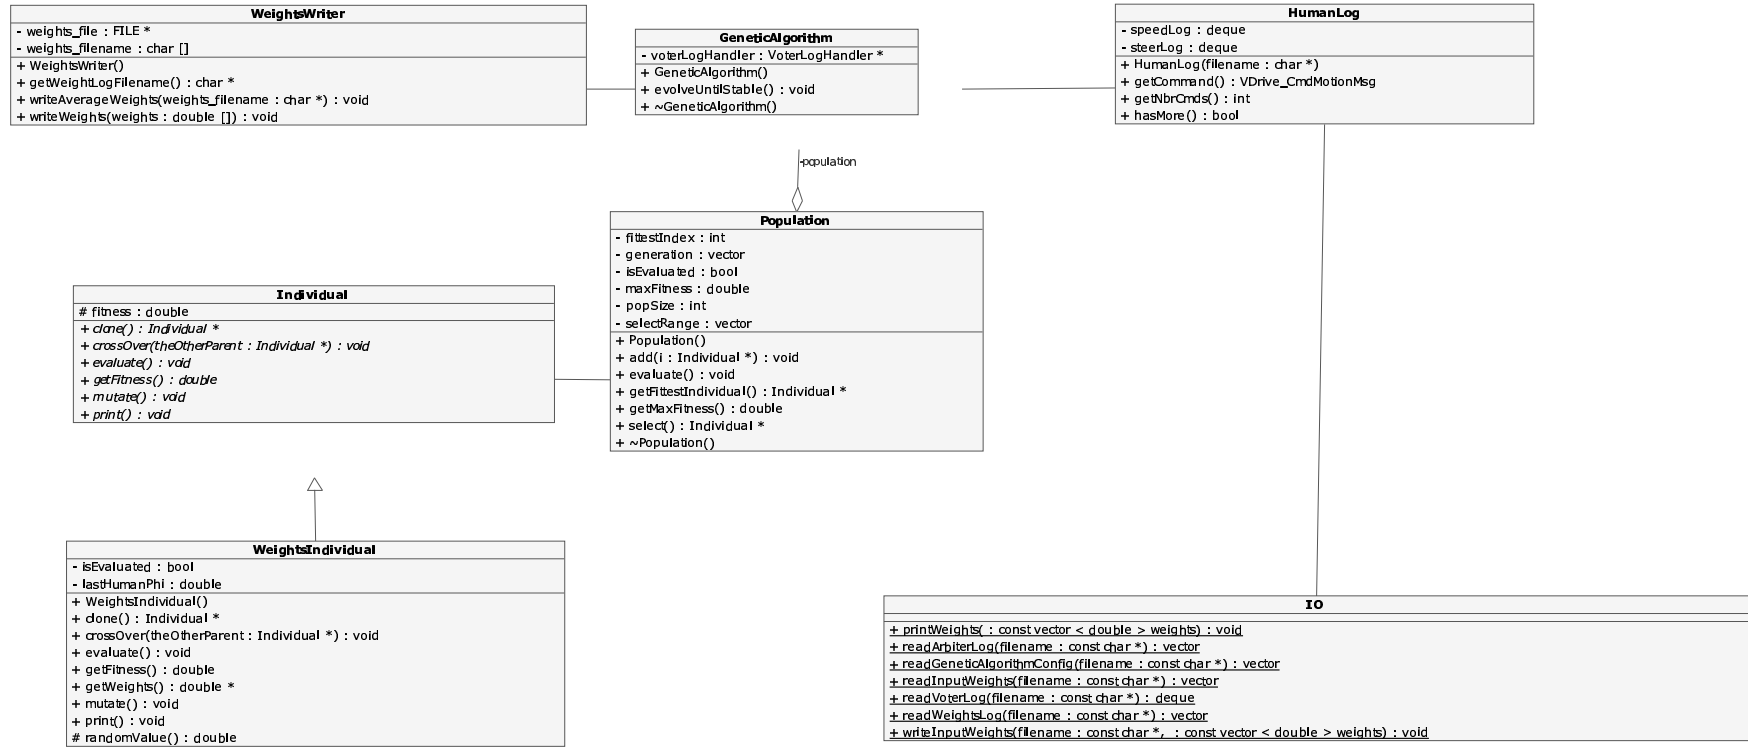 WeightsWriter
- weights_file : FILE *
- weights_filename : char []
+ WeightsWriter()
+ getWeightLogFilename() : char *
+ writeAverageWeights(weights_filename : char *) : void
+ writeWeights(weights : double []) : void
GeneticAlgorithm
- voterLogHandler : VoterLogHandler *
+ GeneticAlgorithm()
+ evolveUntilStable() : void
+ ~GeneticAlgorithm()
HumanLog
- speedLog : deque
- steerLog : deque
+ HumanLog(filename : char *)
+ getCommand() : VDrive_CmdMotionMsg
+ getNbrCmds() : int
+ hasMore() : bool
-population
Population
- fittestIndex : int
- generation : vector
- isEvaluated : bool
- maxFitness : double
- popSize : int
- selectRange : vector
+ Population()
+ add(i : Individual *) : void
+ evaluate() : void
+ getFittestIndividual() : Individual *
+ getMaxFitness() : double
+ select() : Individual *
+ ~Population()
Individual
# fitness : double
+ clone() : Individual *
+ crossOver(theOtherParent : Individual *) : void
+ evaluate() : void
+ getFitness() : double
+ mutate() : void
+ print() : void
WeightsIndividual
- isEvaluated : bool
- lastHumanPhi : double
+ WeightsIndividual()
+ clone() : Individual *
+ crossOver(theOtherParent : Individual *) : void
+ evaluate() : void
+ getFitness() : double
+ getWeights() : double *
+ mutate() : void
+ print() : void
# randomValue() : double
IO
+ printWeights( : const vector < double > weights) : void
+ readArbiterLog(filename : const char *) : vector
+ readGeneticAlgorithmConfig(filename : const char *) : vector
+ readInputWeights(filename : const char *) : vector
+ readVoterLog(filename : const char *) : deque
+ readWeightsLog(filename : const char *) : vector
+ writeInputWeights(filename : const char *, : const vector < double > weights) : void